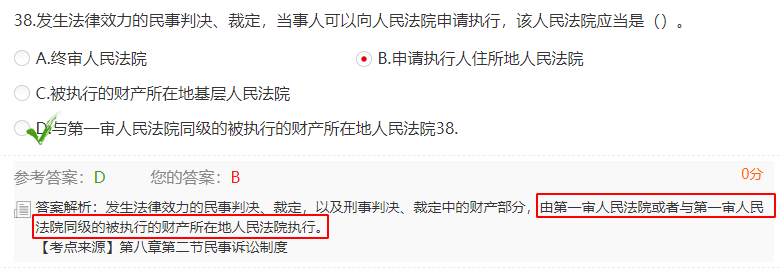 38.发生法律效力的民事判决、裁定，当事人可以向人民法院申请执行，该人民法院应当是（）。
A.终审人民法院
B.申请执行人住所地人民法院
C.被执行的财产所在地基层人民法院
D.与第一审人民法院同级的被执行的财产所在地人民法院38.
参考答案：D 您的答案：B 0分
答案解析：发生法律效力的民事判决、裁定，以及刑事判决、裁定中的财产部分，由第一审人民法院或者与第一审人民
法院同级的被执行的财产所在地人民法院执行。
【考点来源】第八章第二节民事诉讼制度